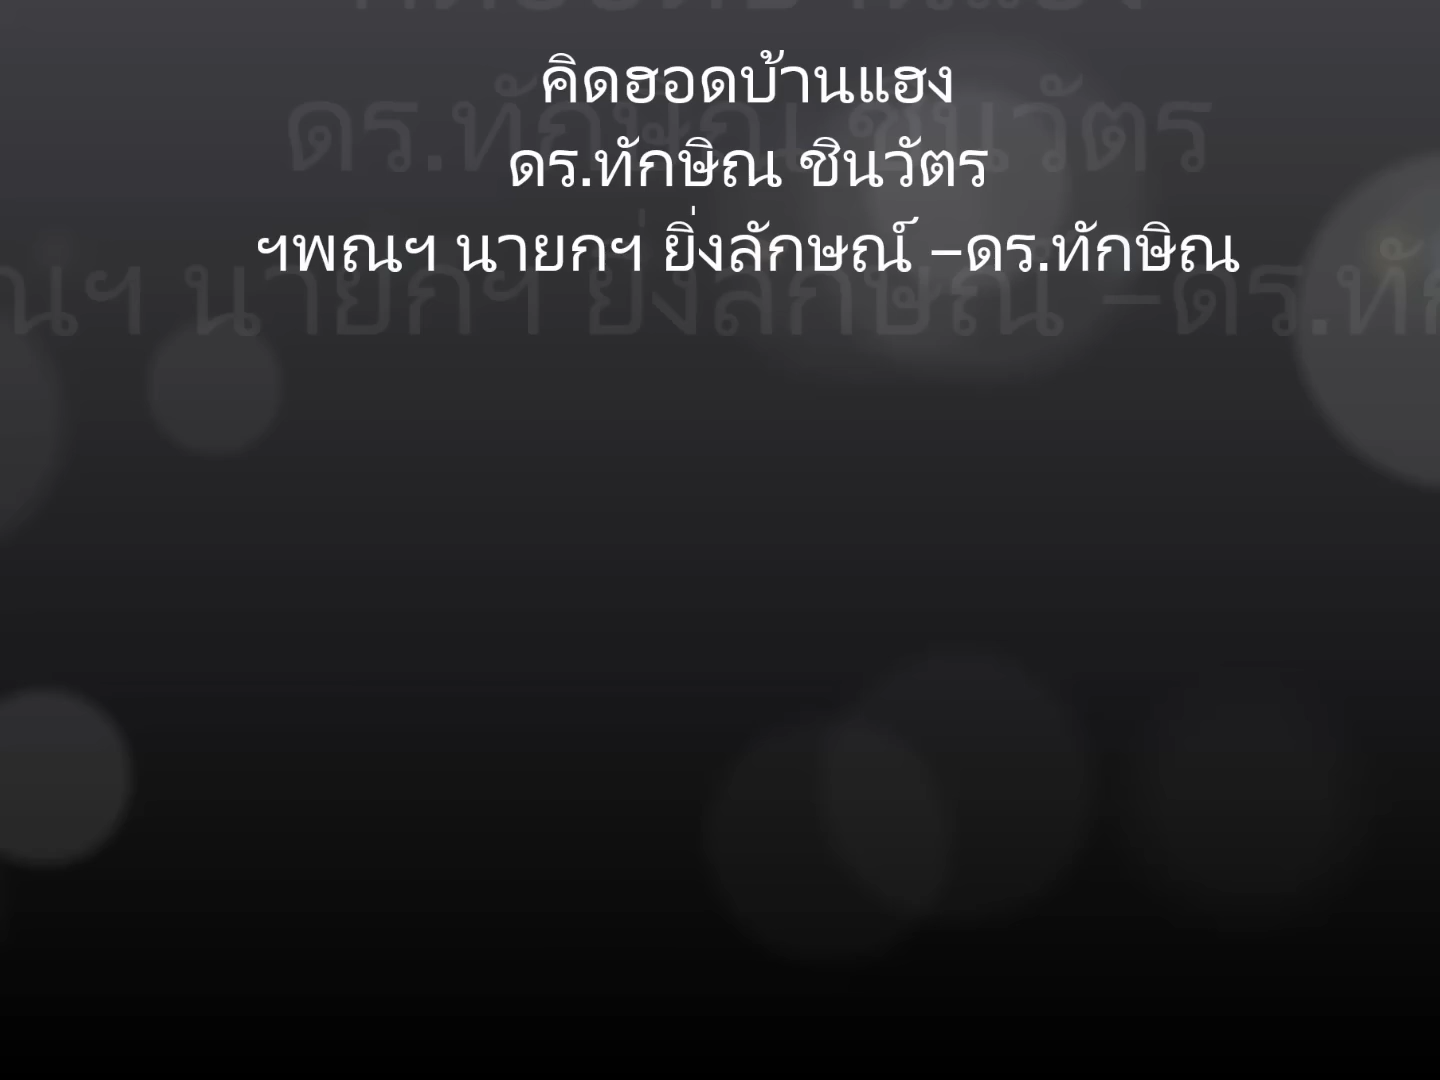 คิดฮอดบ้านแฮง
ดร.ทักษิณ ชินวัตร
ฯพณฯ นายกฯ ยิ่งลักษณ์ –ดร.ทักษิณ